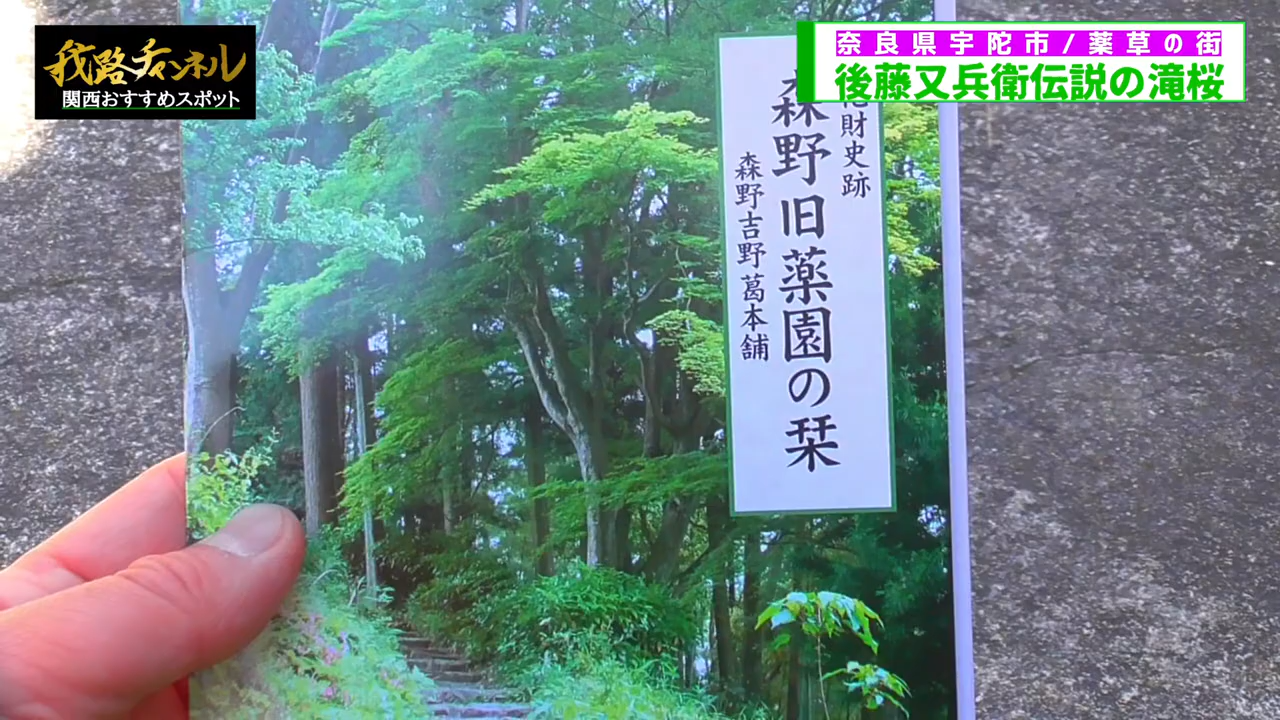 我路チャンネル
関西おすすめスポット
奈良県宇陀市/薬草の街
後藤又兵衛伝説の滝桜
財史跡
森野旧薬園の栞
森野吉野葛本舗